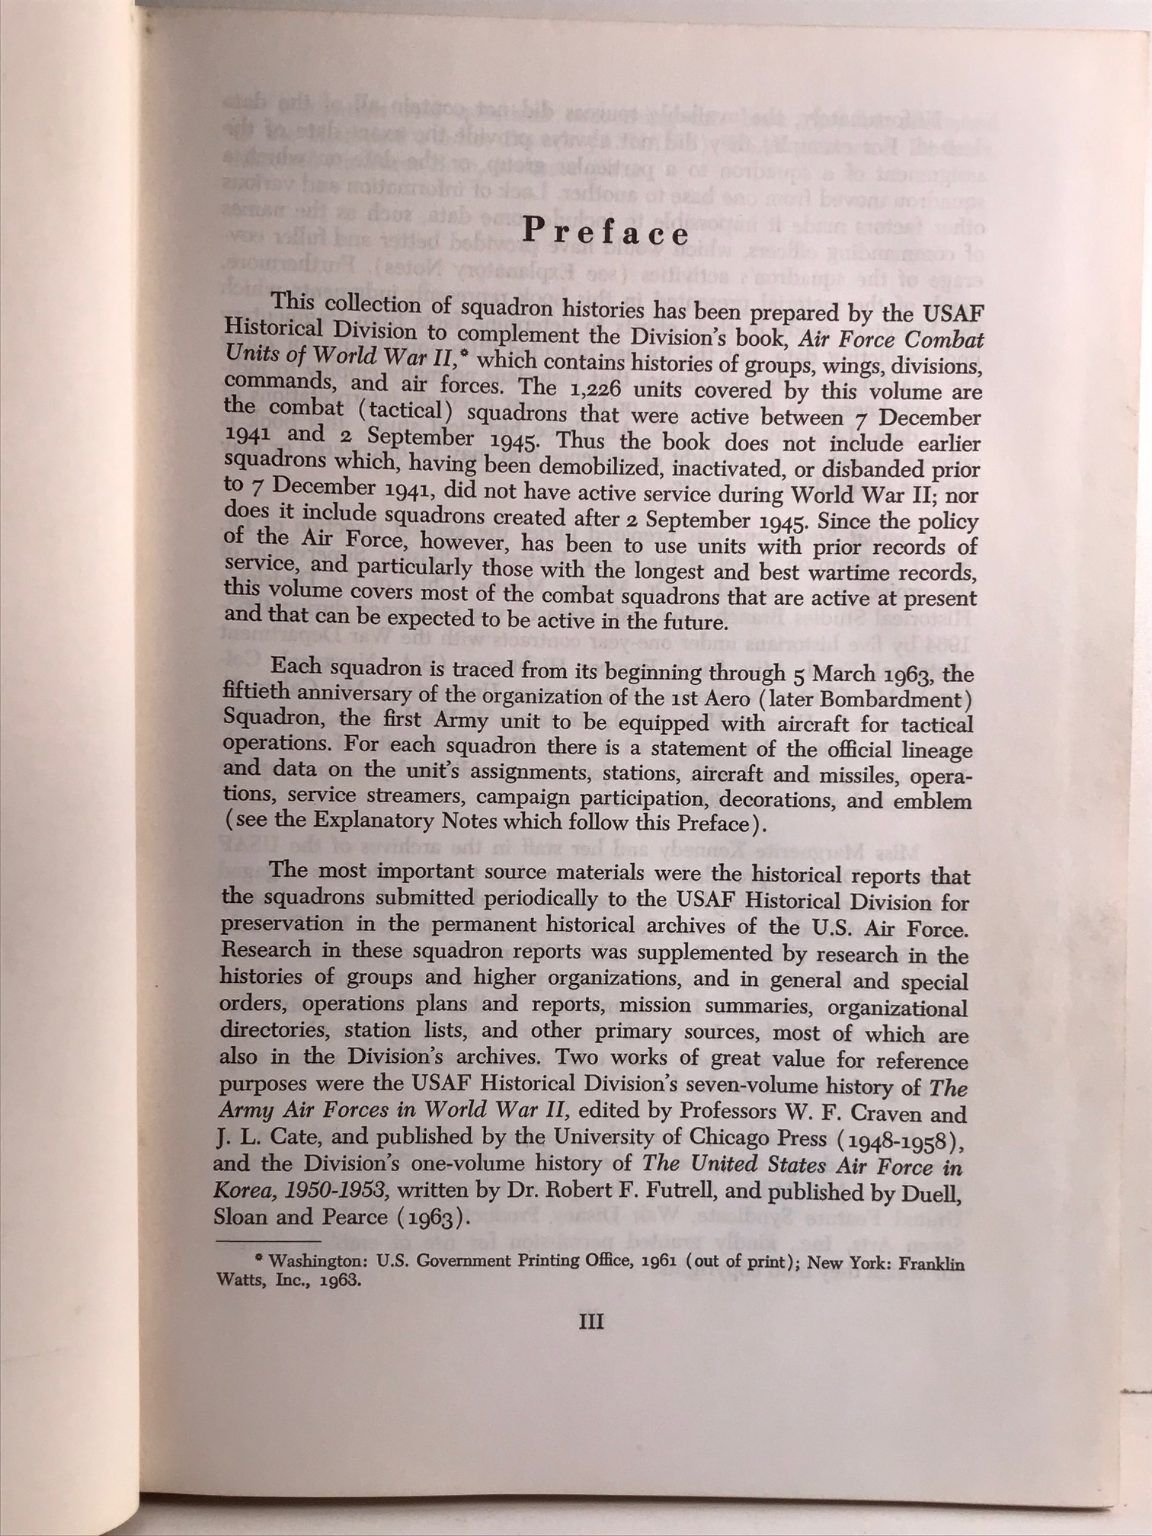 Preface
This collection of squadron histories has been prepared by the USAF
Historical Division to complement the Division's book, Air Force Combat
Units of World War II,* which contains histories of groups, wings, divisions,
commands, and air forces. The 1,226 units covered by this volume are
the combat (tactical) squadrons that were active between 7 December
1941 and 2 September 1945. Thus the book does not include earlier
squadrons which, having been demobilized, inactivated, or disbanded prior
to 7 December 1941, did not have active service during World War II; nor
does it include squadrons created after 2 September 1945. Since the policy
of the Air Force, however, has been to use units with prior records of
service, and particularly those with the longest and best wartime records,
this volume covers most of the combat squadrons that are active at present
and that can be expected to be active in the future.
Each squadron is traced from its beginning through 5 March 1963, the
fiftieth anniversary of the organization of the 1st Aero (later Bombardment)
Squadron, the first Army unit to be equipped with aircraft for tactical
operations. For each squadron there is a statement of the official lineage
and data on the unit's assignments, stations, aircraft and missiles, opera-
tions, service streamers, campaign participation, decorations, and emblem
(see the Explanatory Notes which follow this Preface).
The most important source materials were the historical reports that
the squadrons submitted periodically to the USAF Historical Division for
preservation in the permanent historical archives of the U.S. Air Force.
Research in these squadron reports was supplemented by research in the
histories of groups and higher organizations, and in general and special
orders, operations plans and reports, mission summaries, organizational
directories, station lists, and other primary sources, most of which are
also in the Division's archives. Two works of great value for reference
purposes were the USAF Historical Division's seven-volume history of The
Army Air Forces in World War II, edited by Professors W. F. Craven and
J. L. Cate, and published by the University of Chicago Press (1948-1958),
and the Division's one-volume history of The United States Air Force in
Korea, 1950-1953, written by Dr. Robert F. Futrell, and published by Duell,
Sloan and Pearce (1963).
* Washington: U.S. Government Printing Office, 1961 (out of print); New York: Franklin
Watts, Inc., 1963.
III